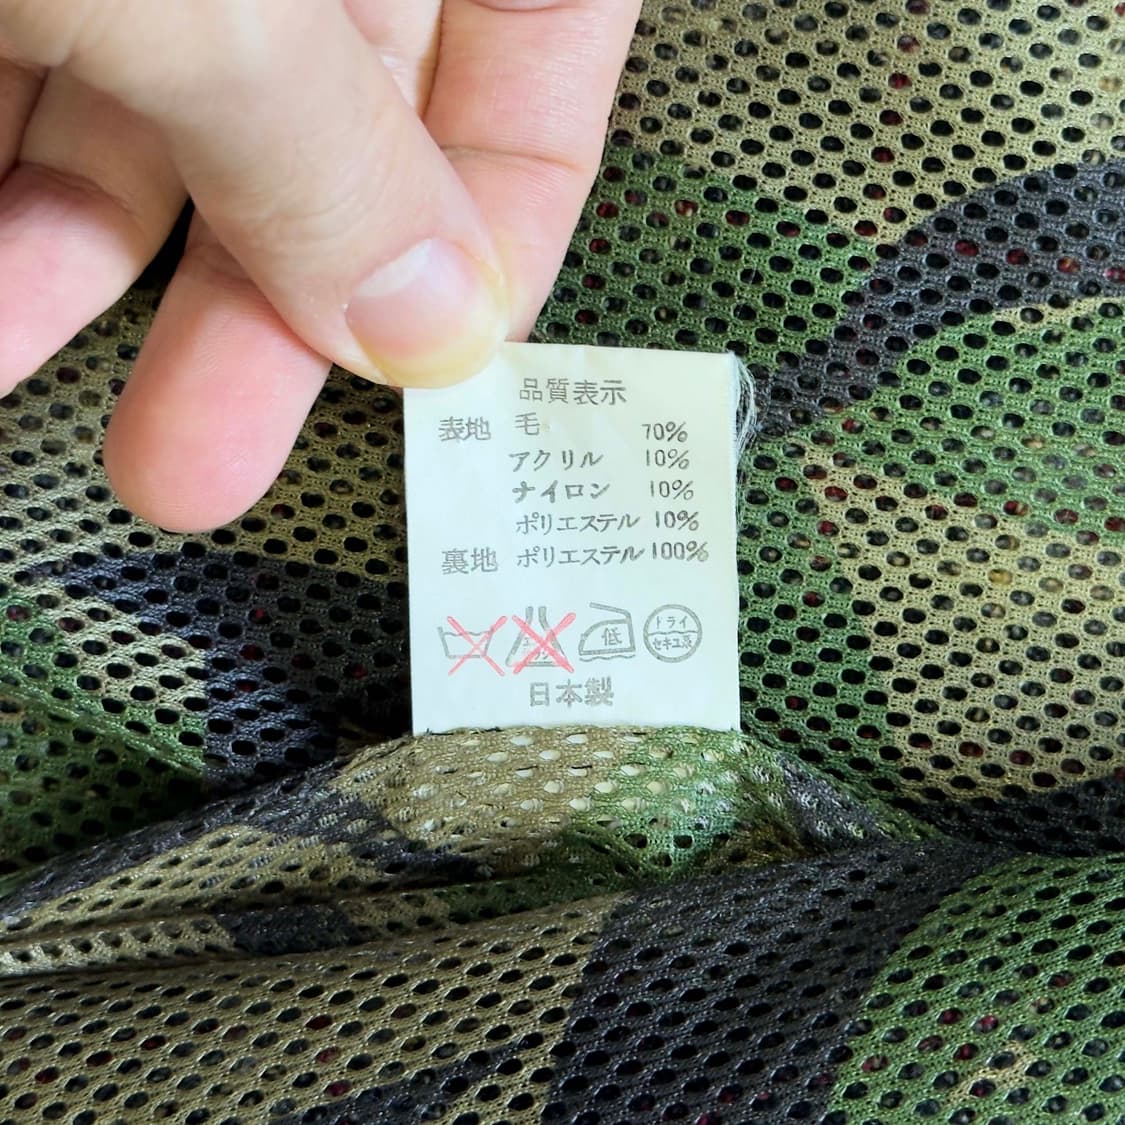 品質表示
表地 毛 70%
アクリル 10%
ナイロン 10%
ポリエステル 10%
裏地 ポリエステル 100%
低 ドライ セキユ系
日本製